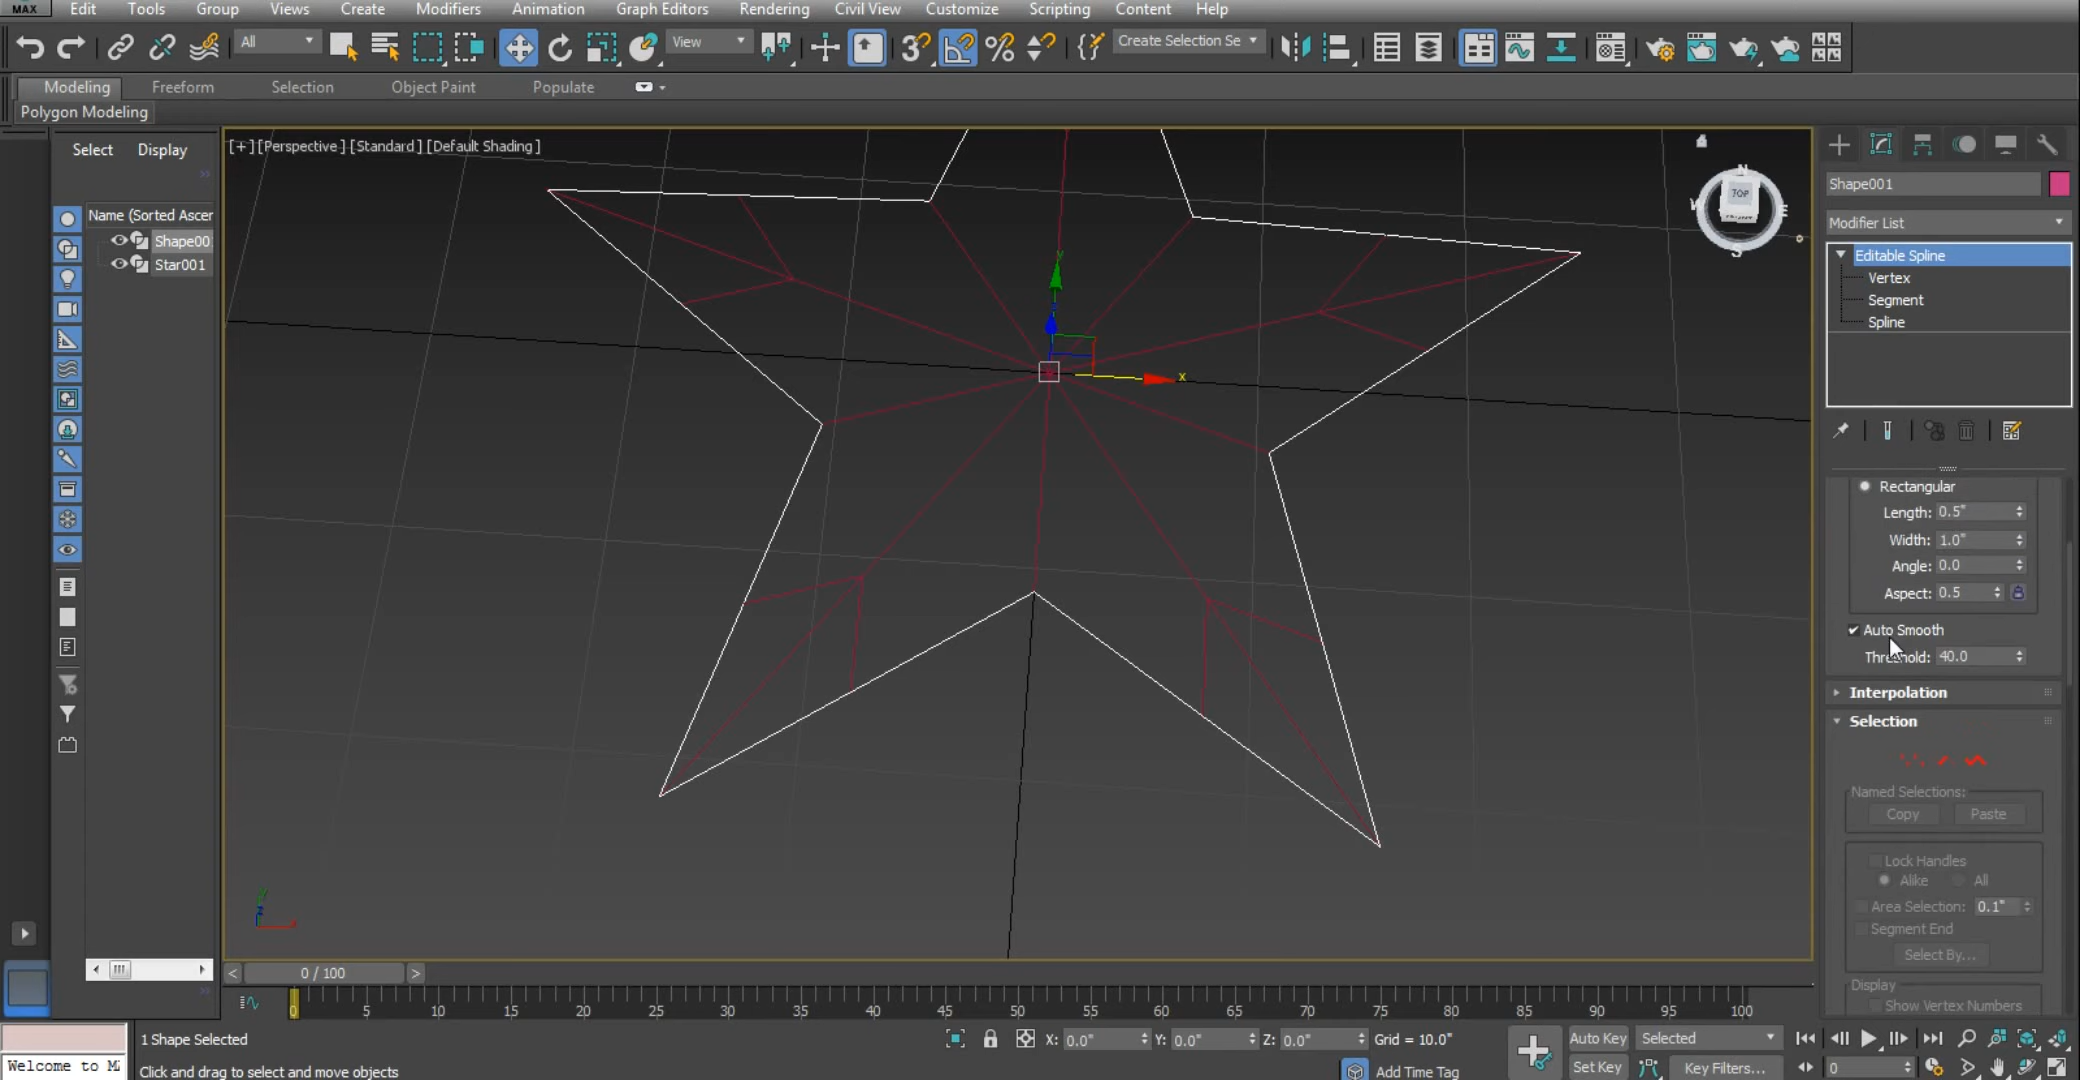 MAX Edit Tools Group Views Create Modifiers Animation Graph Editors Rendering Civil View Customize Scripting Content Help
All View 3 Create Selection Se
Modeling Freeform Selection Object Paint Populate
Polygon Modeling
Select Display
[+] [Perspective] [Standard] [Default Shading]
N
W TOP E
S
Shape001
Modifier List
Name (Sorted Ascer
Shape00
Star001
Editable Spline
Vertex
Segment
Spline
y
x
Rectangular
Length: 0.5"
Width: 1.0"
Angle: 0.0
Aspect: 0.5
Auto Smooth
Threshold: 40.0
Interpolation
Selection
Named Selections:
Copy Paste
Lock Handles
Alike All
Area Selection: 0.1"
Segment End
Select By...
Display
Show Vertex Numbers
< 0 / 100 >
0 5 10 15 20 25 30 35 40 45 50 55 60 65 70 75 80 85 90 95 100
1 Shape Selected X: 0.0" Y: 0.0" Z: 0.0" Grid = 10.0" Auto Key Selected
Welcome to M Click and drag to select and move objects Add Time Tag Set Key Key Filters... 0